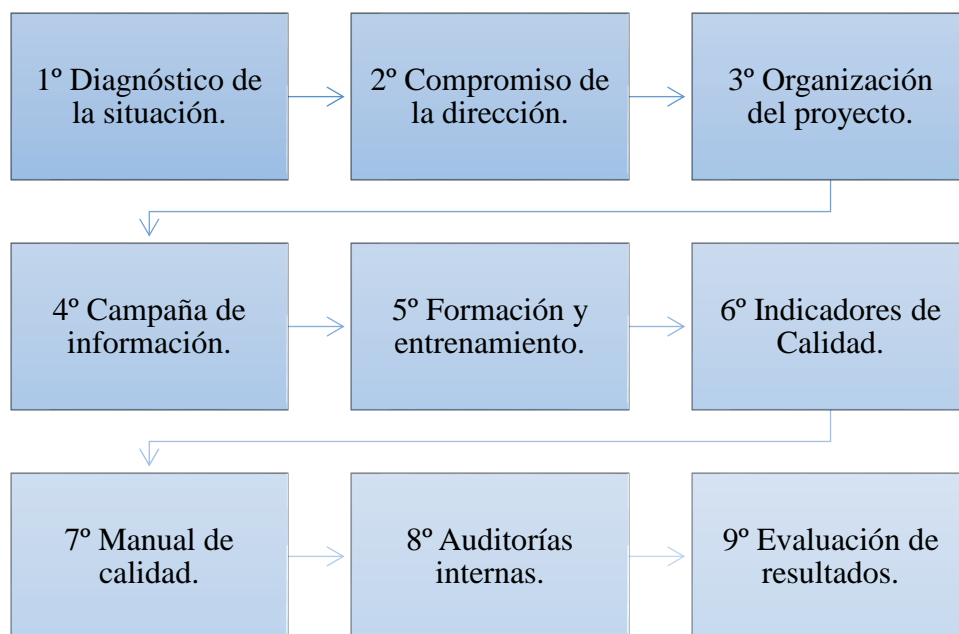 1º Diagnóstico de
la situación.
2º Compromiso de
la dirección.
3º Organización
del proyecto.
4º Campaña de
información.
5º Formación y
entrenamiento.
6º Indicadores de
Calidad.
7º Manual de
calidad.
8º Auditorías
internas.
9º Evaluación de
resultados.